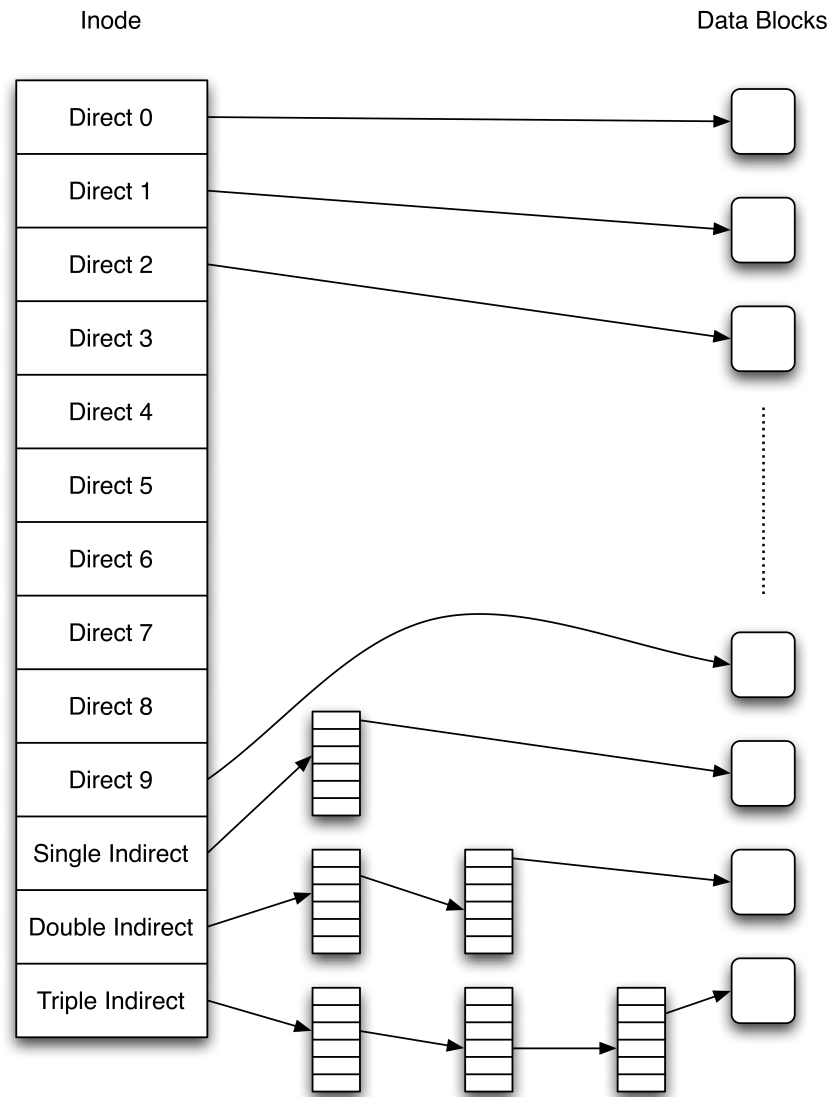 Inode
Data Blocks
Direct 0
Direct 1
Direct 2
Direct 3
Direct 4
Direct 5
Direct 6
Direct 7
Direct 8
Direct 9
Single Indirect
Double Indirect
Triple Indirect